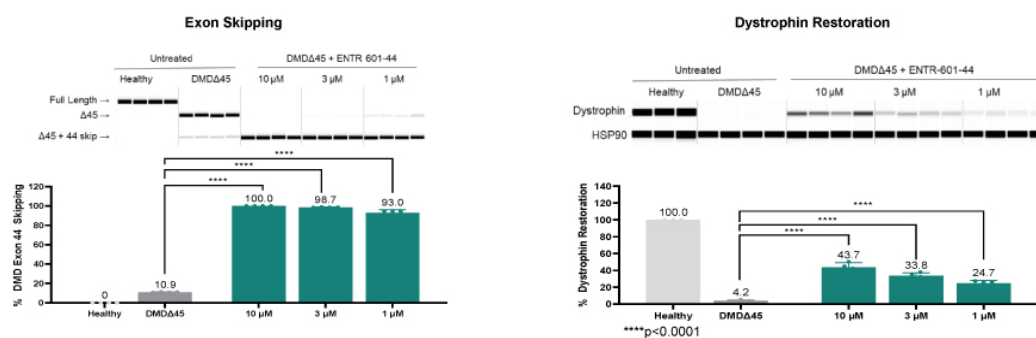 Exon Skipping
Untreated
DMDΔ45 + ENTR 601-44
Healthy
DMDΔ45
10 µM
3 µM
1 µM
Full Length →
Δ45 →
Δ45 + 44 skip →
****
****
****
% DMD Exon 44 Skipping
120
100
80
60
40
20
0
0
10.9
100.0
98.7
93.0
Healthy
DMDΔ45
10 µM
3 µM
1 µM
Dystrophin Restoration
Untreated
DMDΔ45 + ENTR-601-44
Healthy
DMDΔ45
10 µM
3 µM
1 µM
Dystrophin
HSP90
% Dystrophin Restoration
140
120
100
80
60
40
20
0
****
****
****
100.0
4.2
43.7
33.8
24.7
Healthy
DMDΔ45
10 µM
3 µM
1 µM
****p<0.0001